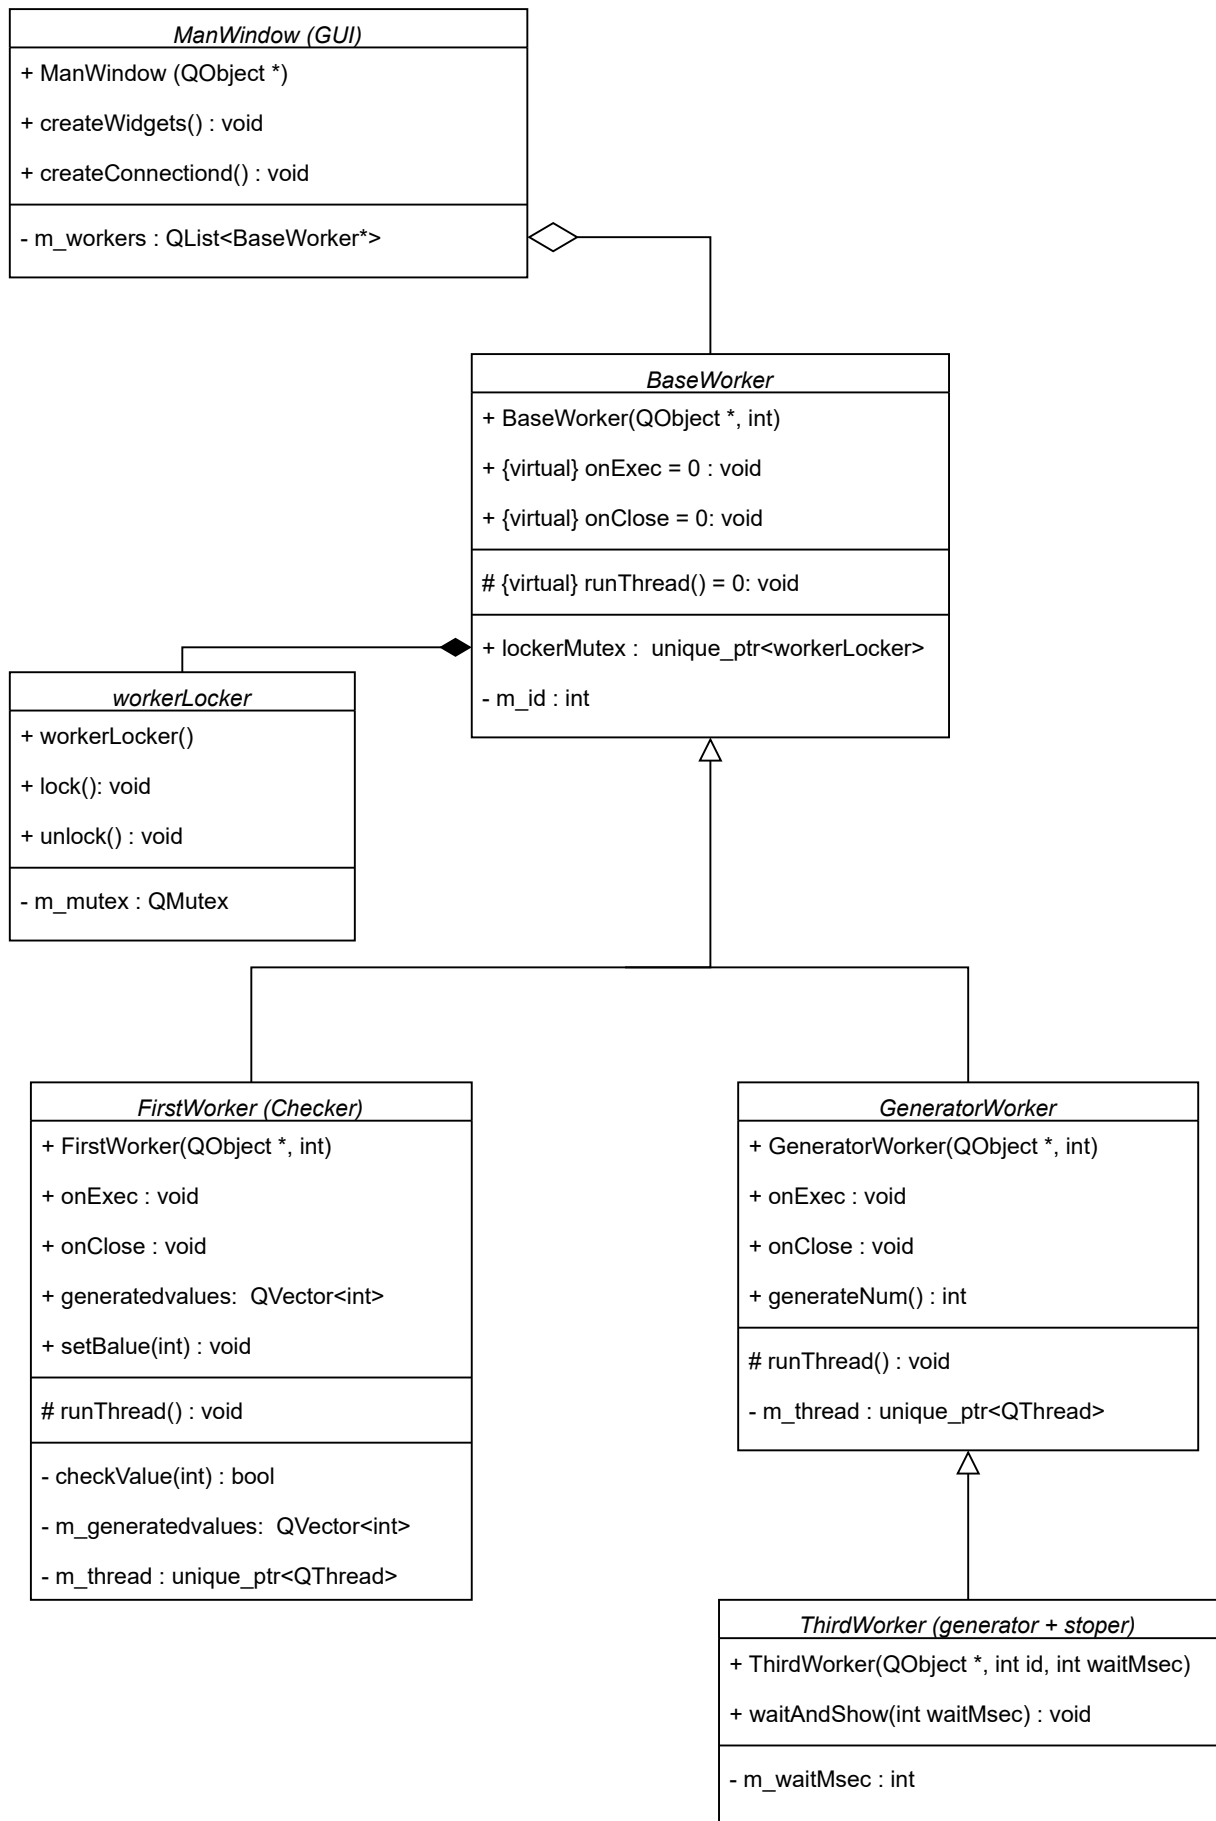 ManWindow (GUI)
+ ManWindow (QObject *)
+ createWidgets() : void
+ createConnectiond() : void
- m_workers : QList<BaseWorker*>
BaseWorker
+ BaseWorker(QObject *, int)
+ {virtual} onExec = 0 : void
+ {virtual} onClose = 0: void
# {virtual} runThread() = 0: void
+ lockerMutex :  unique_ptr<workerLocker>
- m_id : int
workerLocker
+ workerLocker()
+ lock(): void
+ unlock() : void
- m_mutex : QMutex
FirstWorker (Checker)
+ FirstWorker(QObject *, int)
+ onExec : void
+ onClose : void
+ generatedvalues:  QVector<int>
+ setBalue(int) : void
# runThread() : void
- checkValue(int) : bool
- m_generatedvalues:  QVector<int>
- m_thread : unique_ptr<QThread>
GeneratorWorker
+ GeneratorWorker(QObject *, int)
+ onExec : void
+ onClose : void
+ generateNum() : int
# runThread() : void
- m_thread : unique_ptr<QThread>
ThirdWorker (generator + stoper)
+ ThirdWorker(QObject *, int id, int waitMsec)
+ waitAndShow(int waitMsec) : void
- m_waitMsec : int